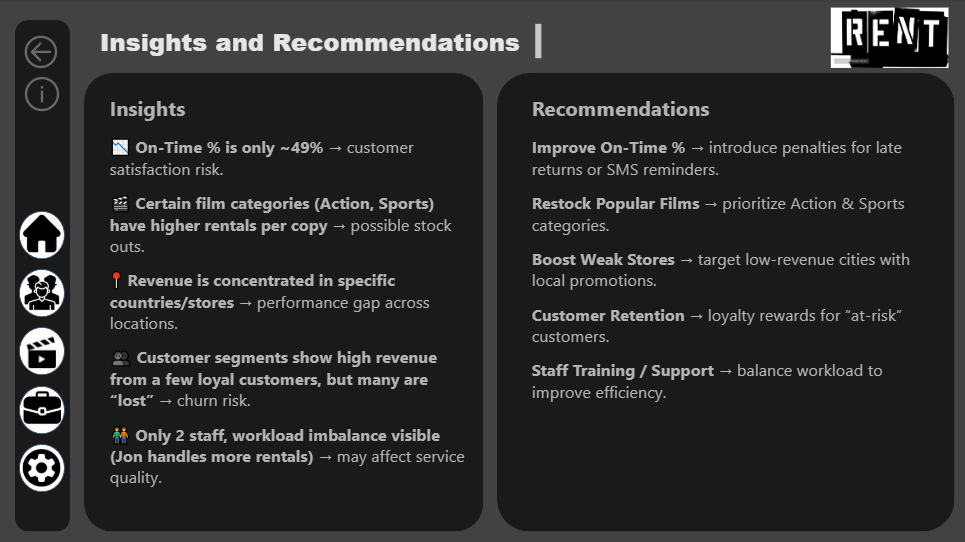 Insights and Recommendations
RENT
Insights
📉 On-Time % is only ~49% → customer
satisfaction risk.
🎬 Certain film categories (Action, Sports)
have higher rentals per copy → possible stock
outs.
📍Revenue is concentrated in specific
countries/stores → performance gap across
locations.
👥 Customer segments show high revenue
from a few loyal customers, but many are
“lost” → churn risk.
🧑‍🤝‍🧑 Only 2 staff, workload imbalance visible
(Jon handles more rentals) → may affect service
quality.
Recommendations
Improve On-Time % → introduce penalties for late
returns or SMS reminders.
Restock Popular Films → prioritize Action & Sports
categories.
Boost Weak Stores → target low-revenue cities with
local promotions.
Customer Retention → loyalty rewards for “at-risk”
customers.
Staff Training / Support → balance workload to
improve efficiency.